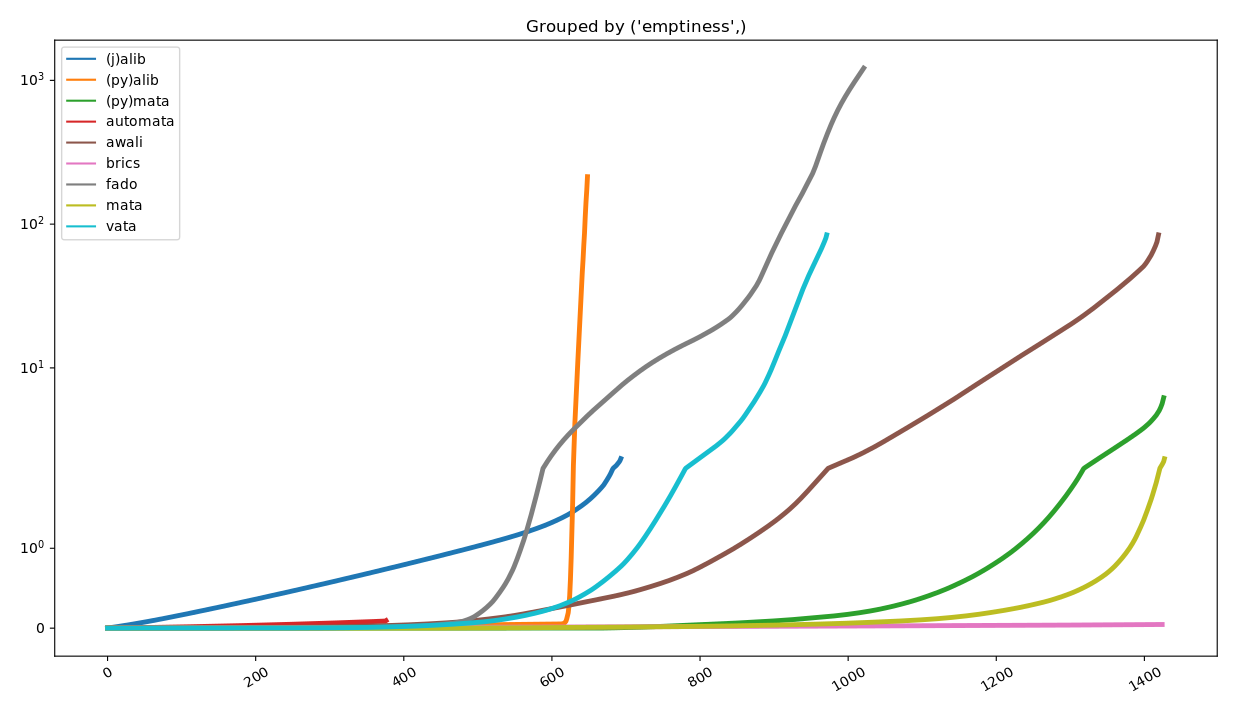 Grouped by ('emptiness',)
(j)alib
(py)alib
(py)mata
automata
awali
brics
fado
mata
vata
10³
10²
10¹
10⁰
0
0 200 400 600 800 1000 1200 1400